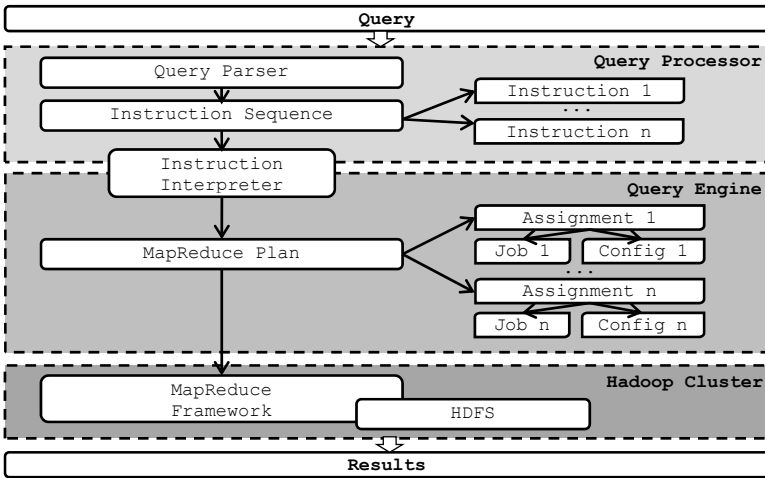 Query
Query Processor
Query Parser
Instruction Sequence
Instruction 1
...
Instruction n
Instruction
Interpreter
Query Engine
MapReduce Plan
Assignment 1
Job 1
Config 1
...
Assignment n
Job n
Config n
Hadoop Cluster
MapReduce
Framework
HDFS
Results